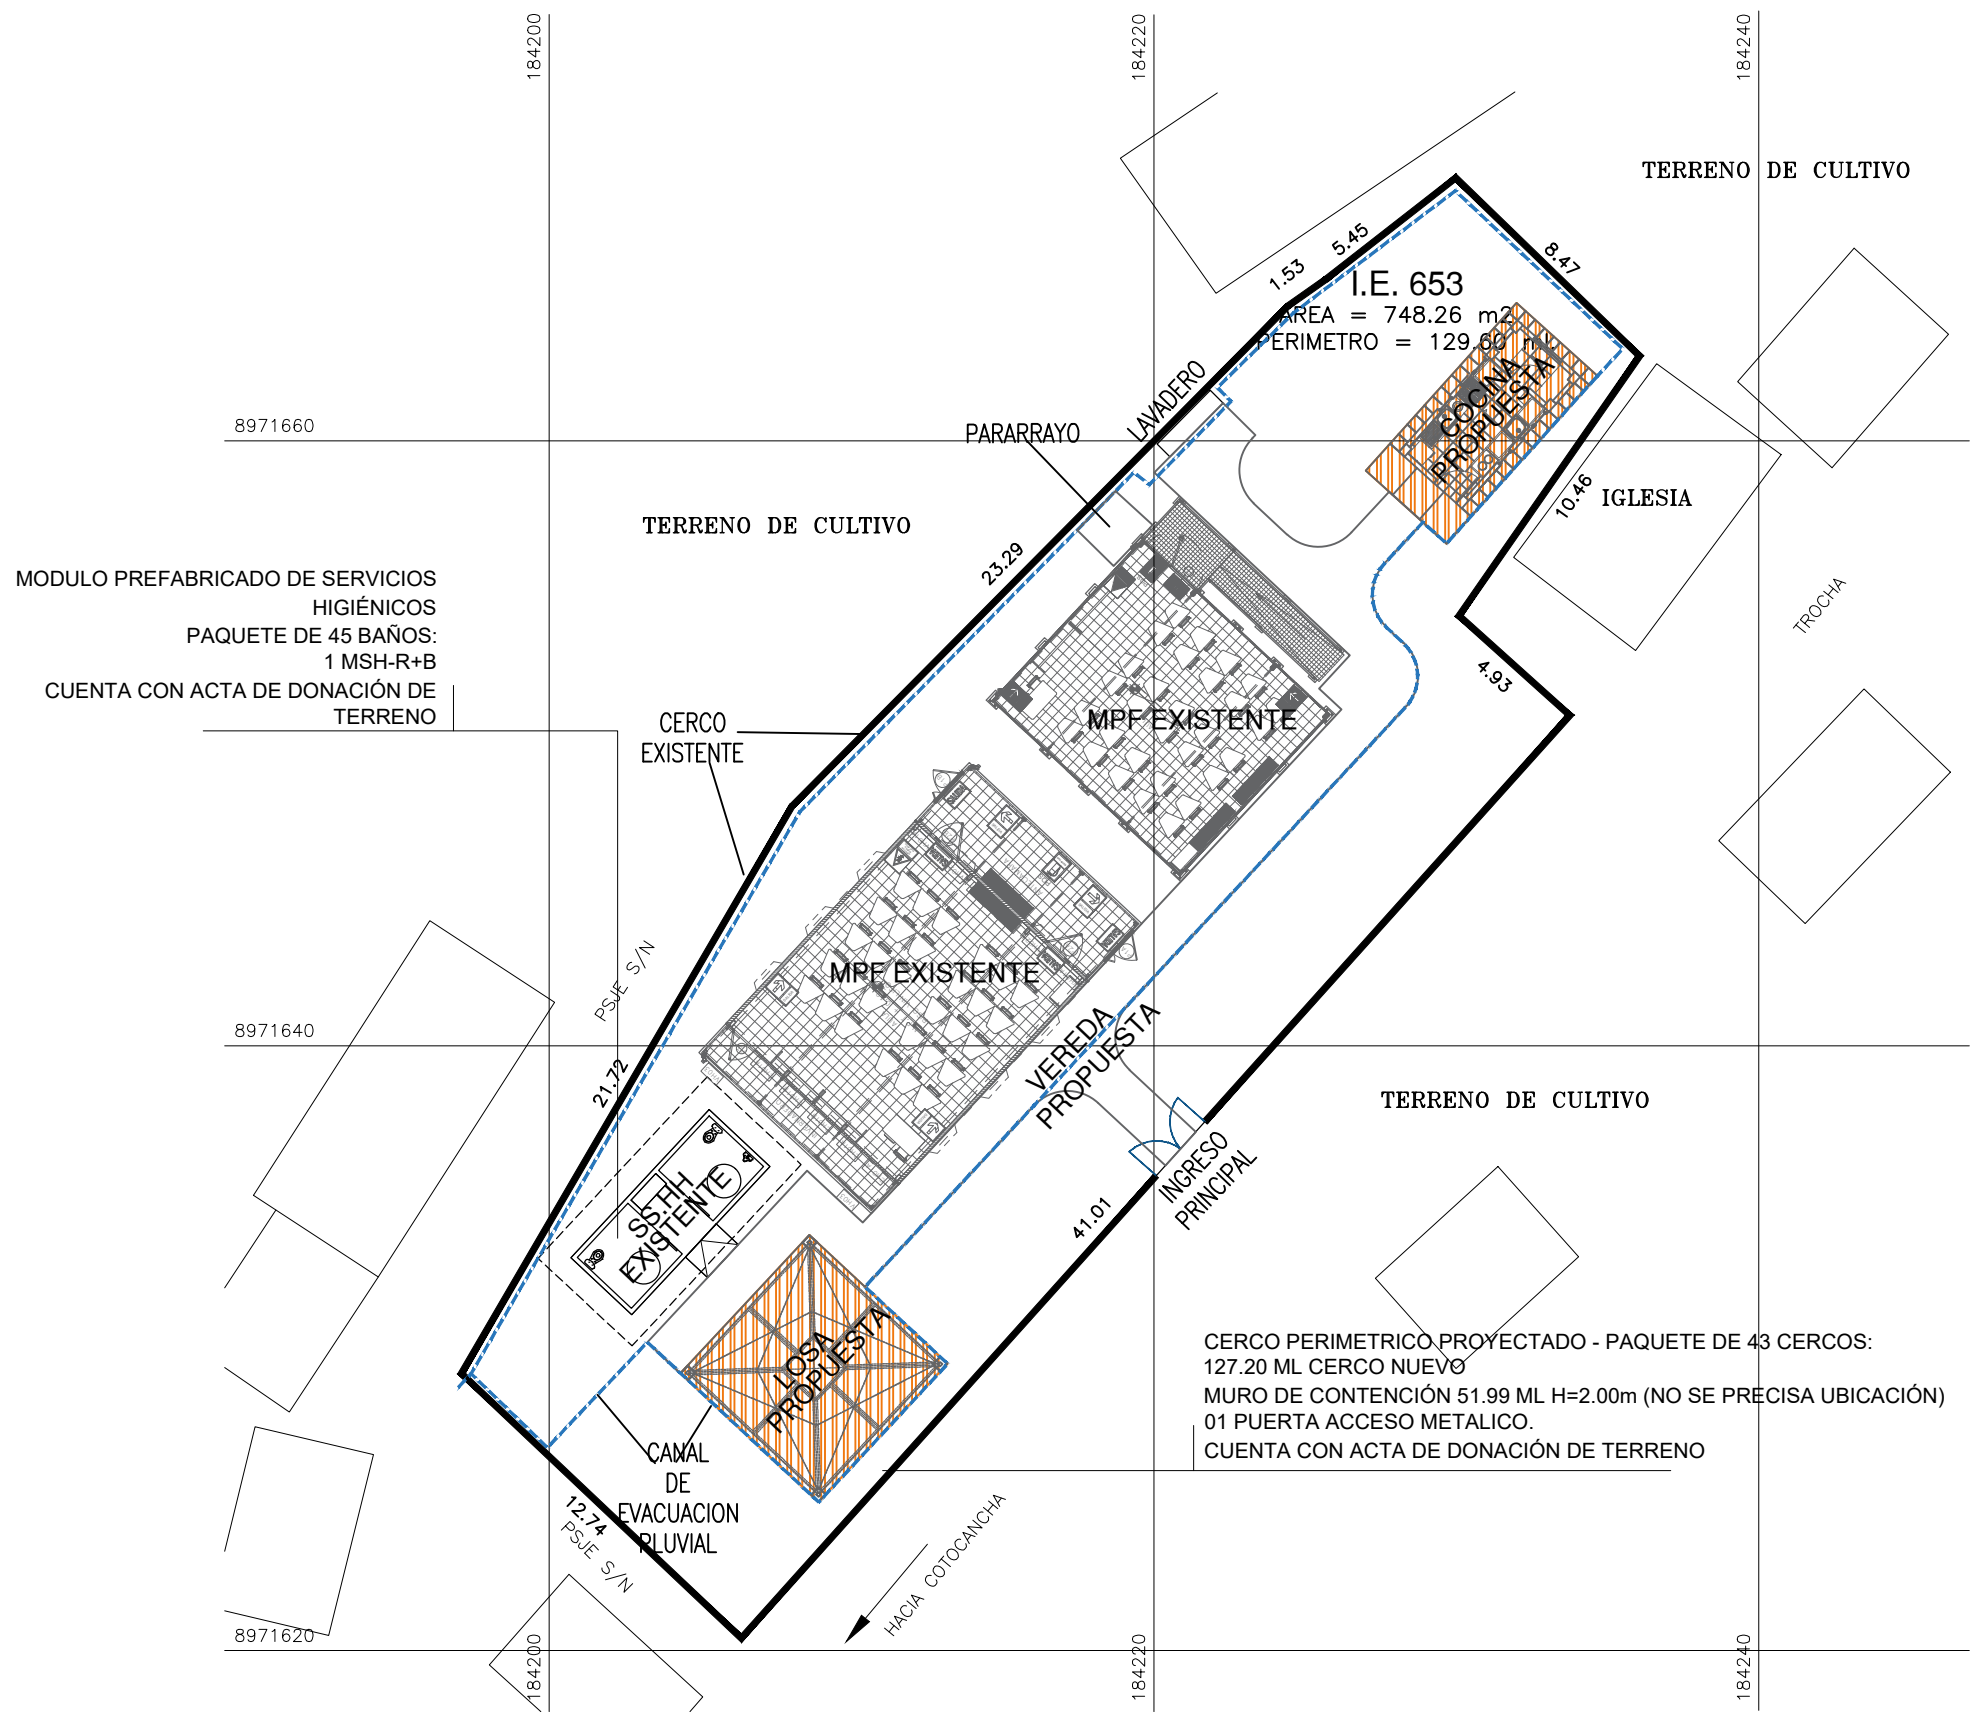 184200
184220
184240
TERRENO DE CULTIVO
5.45
8.47
1.53
I.E. 653
AREA = 748.26 m2
PERIMETRO = 129.60 ml
COCINA
PROPUESTA
LAVADERO
PARARRAYO
8971660
10.46
IGLESIA
TERRENO DE CULTIVO
23.29
TROCHA
MODULO PREFABRICADO DE SERVICIOS
HIGIÉNICOS
PAQUETE DE 45 BAÑOS:
1 MSH-R+B
CUENTA CON ACTA DE DONACIÓN DE
TERRENO
4.93
CERCO
EXISTENTE
MPF EXISTENTE
MPF EXISTENTE
PSJE S/N
8971640
VEREDA
PROPUESTA
21.72
TERRENO DE CULTIVO
INGRESO
PRINCIPAL
SS.HH
EXISTENTE
41.01
LOSA
PROPUESTA
CERCO PERIMETRICO PROYECTADO - PAQUETE DE 43 CERCOS:
127.20 ML CERCO NUEVO
MURO DE CONTENCIÓN 51.99 ML H=2.00m (NO SE PRECISA UBICACIÓN)
01 PUERTA ACCESO METALICO.
CUENTA CON ACTA DE DONACIÓN DE TERRENO
CANAL
DE
EVACUACION
PLUVIAL
12.74
PSJE S/N
HACIA COTOCANCHA
8971620
184200
184220
184240